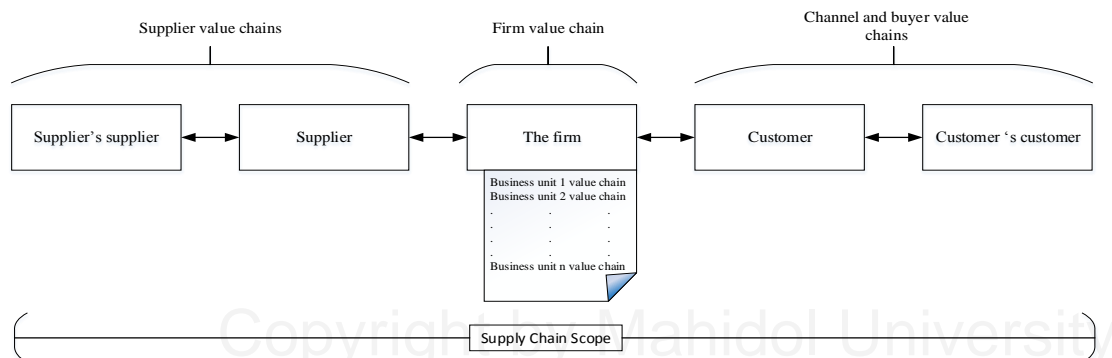 Supplier value chains
Firm value chain
Channel and buyer value
chains
Supplier’s supplier
Supplier
The firm
Customer
Customer ‘s customer
Business unit 1 value chain
Business unit 2 value chain
. . .
. . .
. . .
. . .
Business unit n value chain
Supply Chain Scope
Copyright by Mahidol University